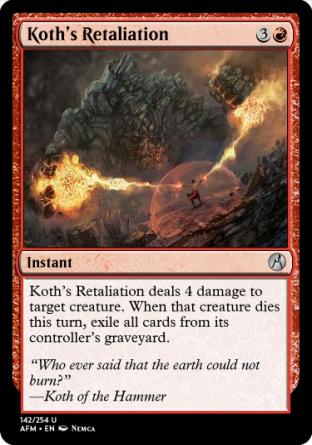 Koth's Retaliation 3
Instant
Koth's Retaliation deals 4 damage to
target creature. When that creature dies
this turn, exile all cards from its
controller's graveyard.
"Who ever said that the earth could not
burn?"
—Koth of the Hammer
142/254 U
AFM • EN Nemca